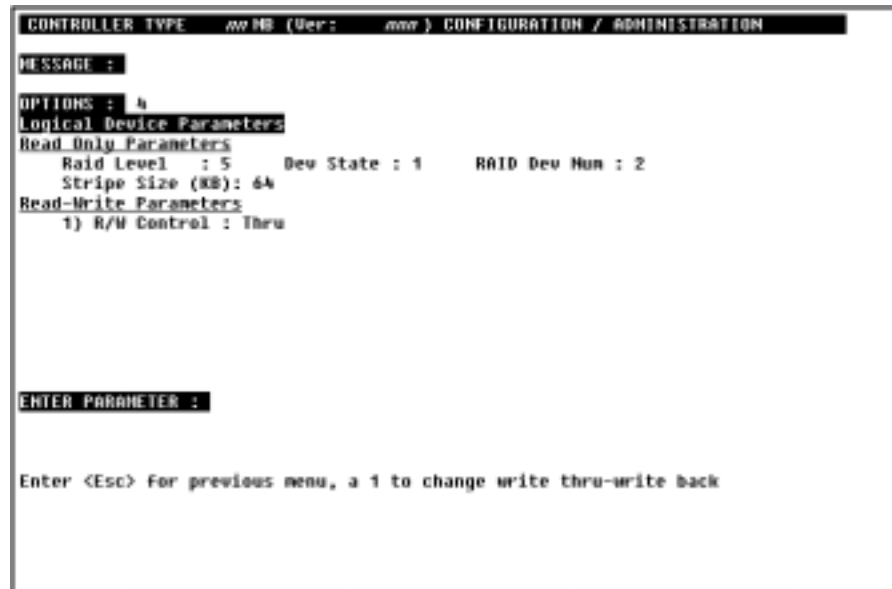 CONTROLLER TYPE nn MB (Ver: nnn) CONFIGURATION / ADMINISTRATION
MESSAGE :
OPTIONS : 4
Logical Device Parameters
Read Only Parameters
Raid Level : 5 Dev State : 1 RAID Dev Num : 2
Stripe Size (KB): 64
Read-Write Parameters
1) R/W Control : Thru
ENTER PARAMETER :
Enter <Esc> for previous menu, a 1 to change write thru-write back